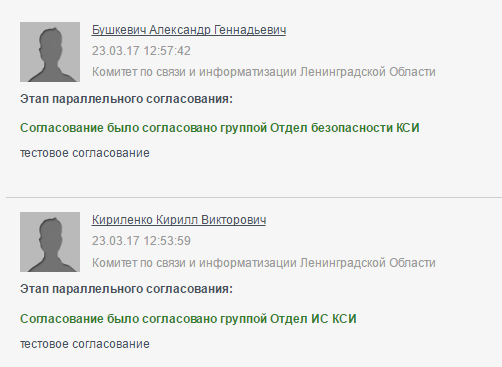 Бушкевич Александр Геннадьевич
23.03.17 12:57:42
Комитет по связи и информатизации Ленинградской Области
Этап параллельного согласования:
Согласование было согласовано группой Отдел безопасности КСИ
тестовое согласование
Кириленко Кирилл Викторович
23.03.17 12:53:59
Комитет по связи и информатизации Ленинградской Области
Этап параллельного согласования:
Согласование было согласовано группой Отдел ИС КСИ
тестовое согласование